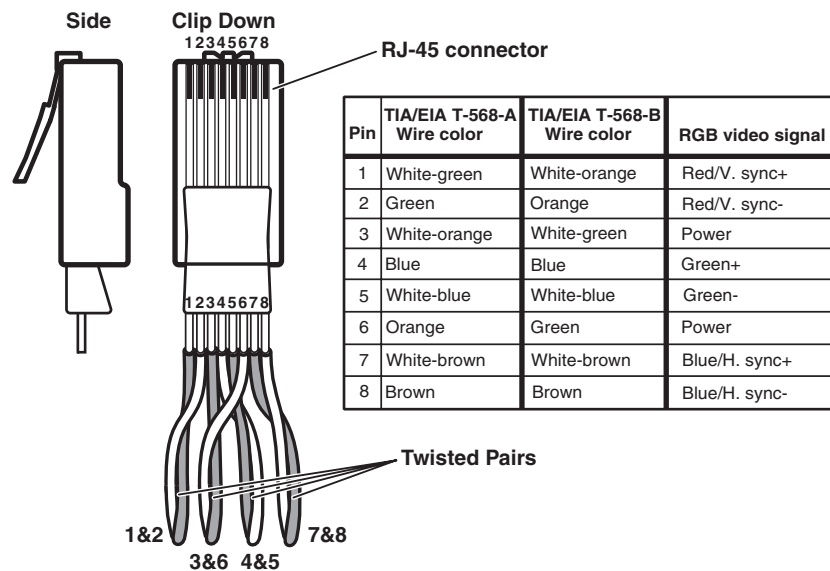 Side
Clip Down
12345678
RJ-45 connector
Pin TIA/EIA T-568-A Wire color TIA/EIA T-568-B Wire color RGB video signal
1 White-green White-orange Red/V. sync+
2 Green Orange Red/V. sync-
3 White-orange White-green Power
4 Blue Blue Green+
5 White-blue White-blue Green-
6 Orange Green Power
7 White-brown White-brown Blue/H. sync+
8 Brown Brown Blue/H. sync-
12345678
Twisted Pairs
1&2
3&6
4&5
7&8